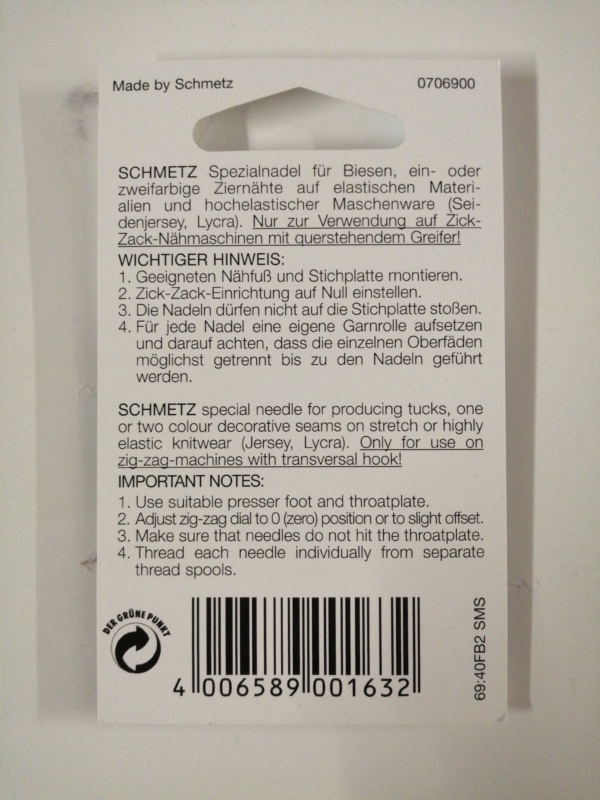 Made by Schmetz 0706900
SCHMETZ Spezialnadel für Biesen, ein- oder
zweifarbige Ziernähte auf elastischen Materi-
alien und hochelastischer Maschenware (Sei-
denjersey, Lycra). Nur zur Verwendung auf Zick-
Zack-Nähmaschinen mit querstehendem Greifer!
WICHTIGER HINWEIS:
1. Geeigneten Nähfuß und Stichplatte montieren.
2. Zick-Zack-Einrichtung auf Null einstellen.
3. Die Nadeln dürfen nicht auf die Stichplatte stoßen.
4. Für jede Nadel eine eigene Garnrolle aufsetzen
und darauf achten, dass die einzelnen Oberfäden
möglichst getrennt bis zu den Nadeln geführt
werden.
SCHMETZ special needle for producing tucks, one
or two colour decorative seams on stretch or highly
elastic knitwear (Jersey, Lycra). Only for use on
zig-zag-machines with transversal hook!
IMPORTANT NOTES:
1. Use suitable presser foot and throatplate.
2. Adjust zig-zag dial to 0 (zero) position or to slight offset.
3. Make sure that needles do not hit the throatplate.
4. Thread each needle individually from separate
thread spools.
DER GRÜNE PUNKT
4 006589 001632
69:40FB2 SMS